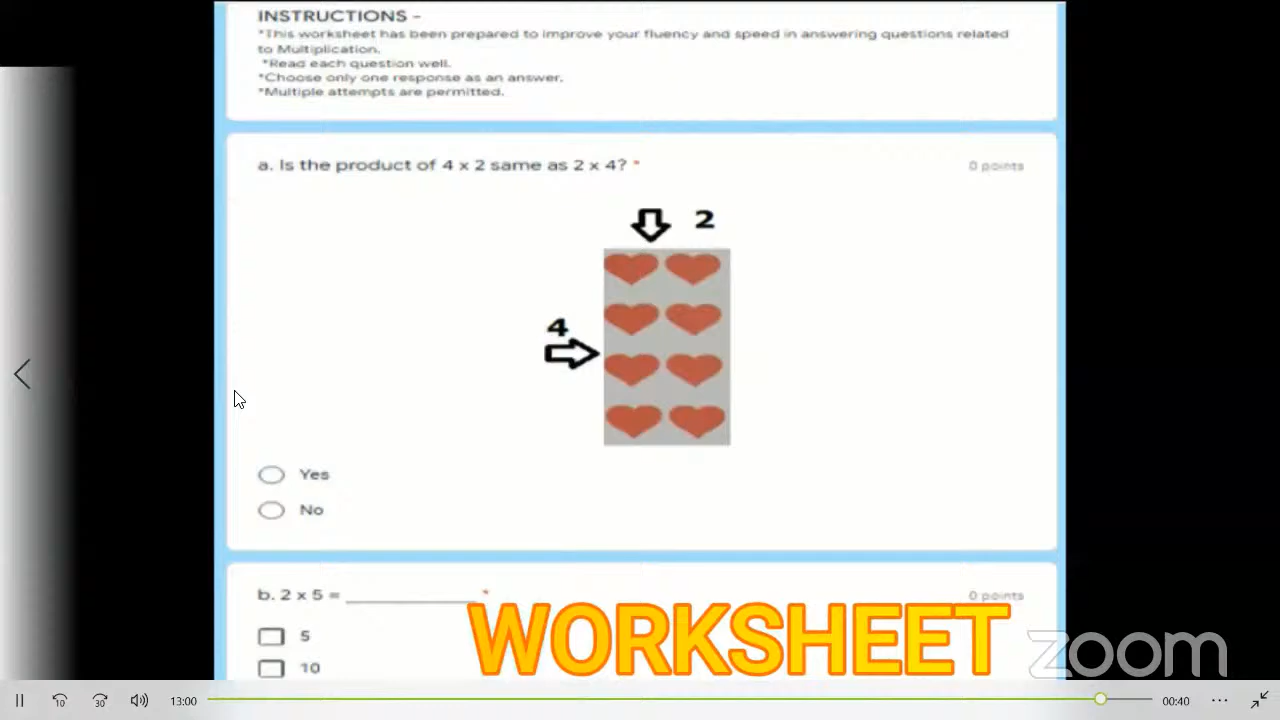 INSTRUCTIONS -
*This worksheet has been prepared to improve your fluency and speed in answering questions related
to Multiplication.
*Read each question well.
*Choose only one response as an answer.
*Multiple attempts are permitted.
a. Is the product of 4 x 2 same as 2 x 4? *
0 points
2
4
Yes
No
b. 2 x 5 = ___________ *
0 points
5
10
WORKSHEET
zoom
10
30
13:00
00:40